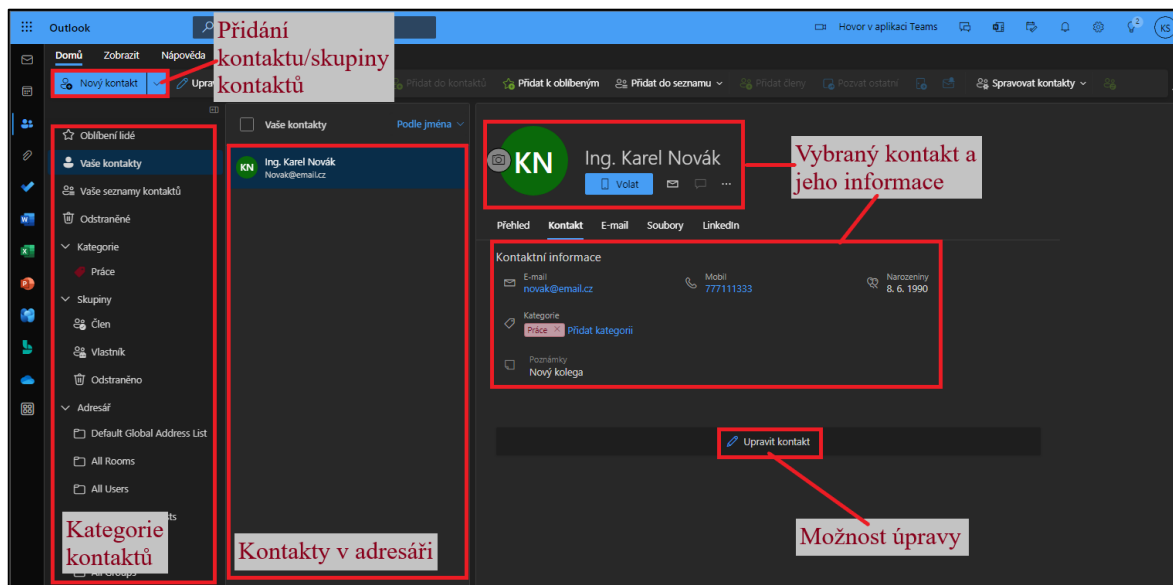 Outlook
Hovor v aplikaci Teams
2
KS
Přidání
kontaktu/skupiny
kontaktů
Domů Zobrazit Nápověda
Nový kontakt
Přidat do kontaktů Přidat k oblíbeným Přidat do seznamu Přidat členy Pozvat ostatní Spravovat kontakty
Oblíbení lidé
Vaše kontakty
Vaše seznamy kontaktů
Odstraněné
Kategorie
Práce
Skupiny
Člen
Vlastník
Odstraněno
Adresář
Default Global Address List
All Rooms
All Users
Kategorie
kontaktů
All Groups
Vaše kontakty Podle jména
KN
Ing. Karel Novák
Novak@email.cz
Kontakty v adresáři
KN
Ing. Karel Novák
Volat
Vybraný kontakt a
jeho informace
Přehled Kontakt E-mail Soubory LinkedIn
Kontaktní informace
E-mail
novak@email.cz
Mobil
777111333
Narozeniny
8. 6. 1990
Kategorie
Práce Přidat kategorii
Poznámky
Nový kolega
Upravit kontakt
Možnost úpravy